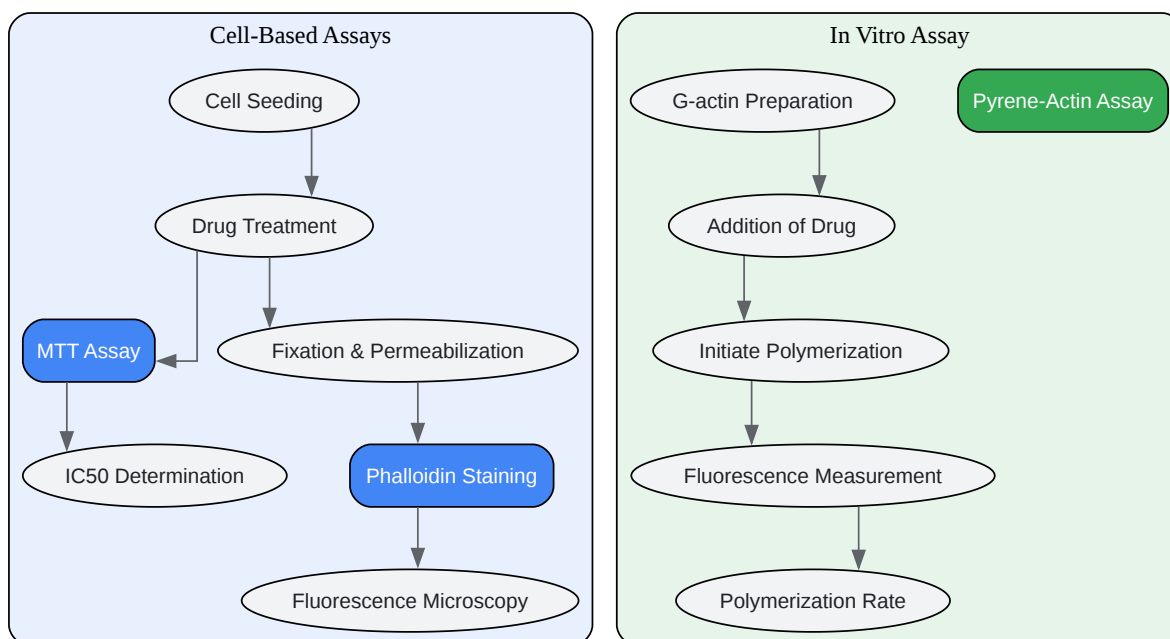 Cell-Based Assays
Cell Seeding
Drug Treatment
MTT Assay
Fixation & Permeabilization
IC50 Determination
Phalloidin Staining
Fluorescence Microscopy
In Vitro Assay
G-actin Preparation
Pyrene-Actin Assay
Addition of Drug
Initiate Polymerization
Fluorescence Measurement
Polymerization Rate